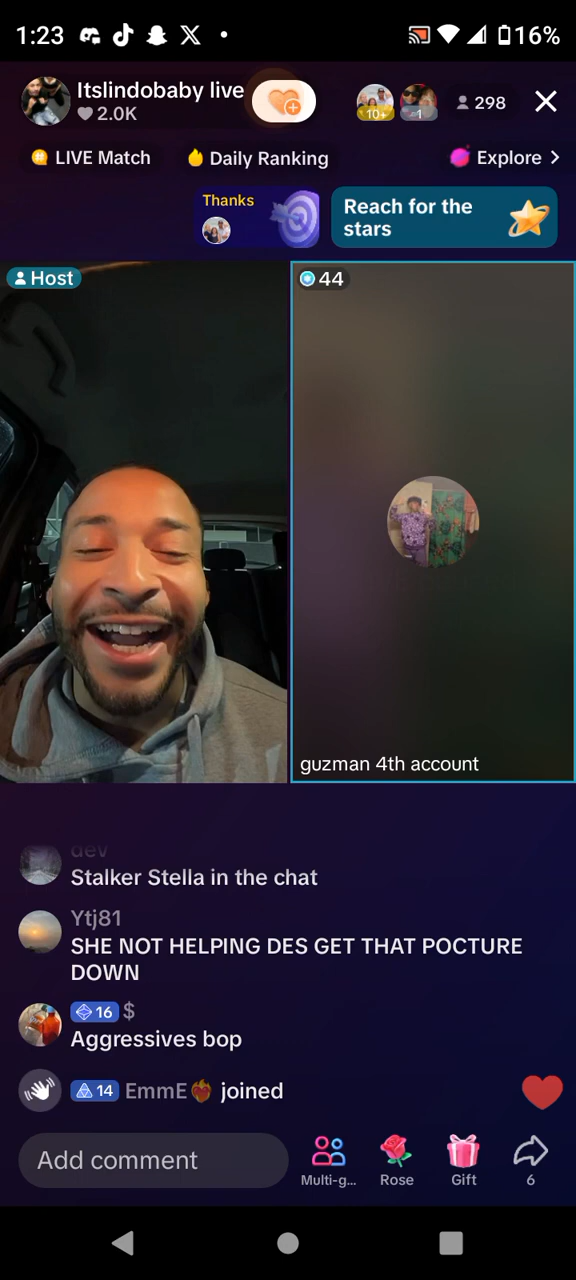 1:23
16%
Itslindobaby live
2.0K
10+
1
298
LIVE Match
Daily Ranking
Explore
Thanks
Reach for the
stars
Host
44
guzman 4th account
dev
Stalker Stella in the chat
Ytj81
SHE NOT HELPING DES GET THAT POCTURE
DOWN
16 $
Aggressives bop
14 EmmE joined
Add comment
Multi-g...
Rose
Gift
6